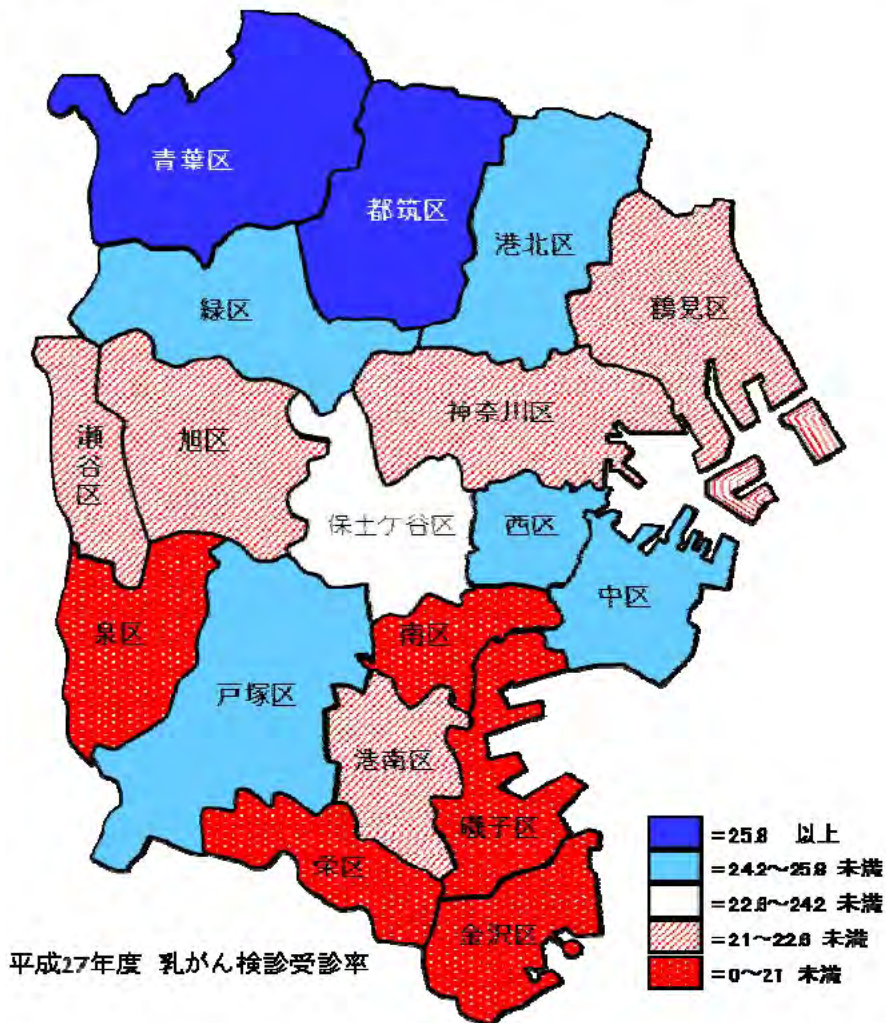 青葉区
都筑区
港北区
緑区
鶴見区
瀬谷区
旭区
神奈川区
保土ケ谷区
西区
中区
泉区
南区
戸塚区
港南区
磯子区
栄区
金沢区
=25.8 以上
=24.2～25.8 未満
=22.6～24.2 未満
=21～22.6 未満
=0～21 未満
平成27年度 乳がん検診受診率